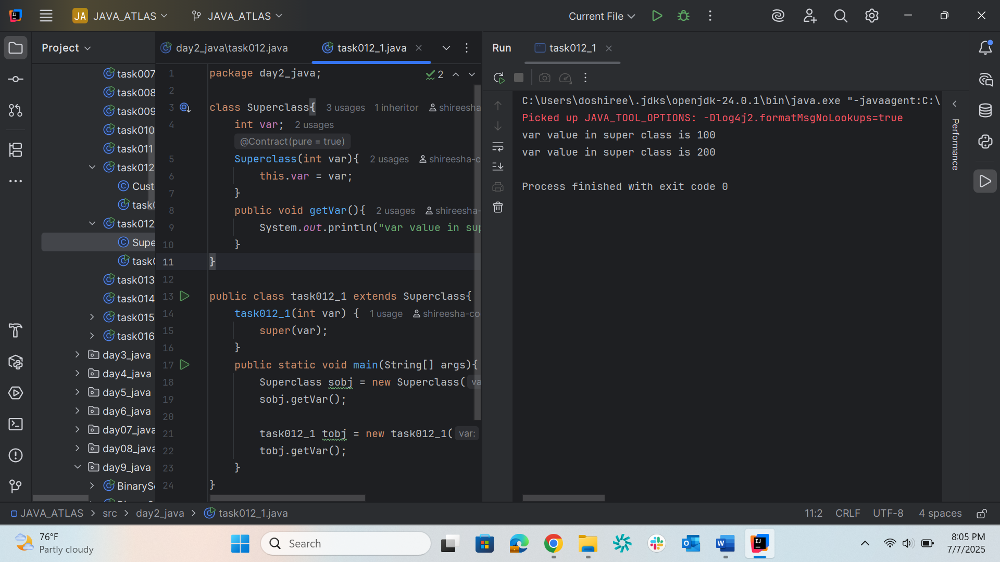 JA JAVA_ATLAS JAVA_ATLAS Current File
Project
task007
task008
task009
task010
task011
task012
Cust
task0
task012_
Supe
task0
task013
task014
task015
task016
day3_java
day4_java
day5_java
day6_java
day07_java
day08_java
day9_java
BinarySe
day2_java\task012.java task012_1.java
2
1 package day2_java;
2
3 class Superclass{ 3 usages 1 inheritor shireesha
4 int var; 2 usages
@Contract(pure = true)
5 Superclass(int var){ 2 usages shireesha-c
6 this.var = var;
7 }
8 public void getVar(){ 2 usages shireesha-
9 System.out.println("var value in sup
10 }
11 }
12
13 public class task012_1 extends Superclass{
14 task012_1(int var) { 1 usage shireesha-co
15 super(var);
16 }
17 public static void main(String[] args){
18 Superclass sobj = new Superclass( va
19 sobj.getVar();
20
21 task012_1 tobj = new task012_1( var:
22 tobj.getVar();
23 }
24 }
Run task012_1
C:\Users\doshiree\.jdks\openjdk-24.0.1\bin\java.exe "-javaagent:C:\
Picked up JAVA_TOOL_OPTIONS: -Dlog4j2.formatMsgNoLookups=true
var value in super class is 100
var value in super class is 200
Process finished with exit code 0
Performance
JAVA_ATLAS > src > day2_java > task012_1.java 11:2 CRLF UTF-8 4 spaces
76°F
Partly cloudy
Search
8:05 PM
7/7/2025